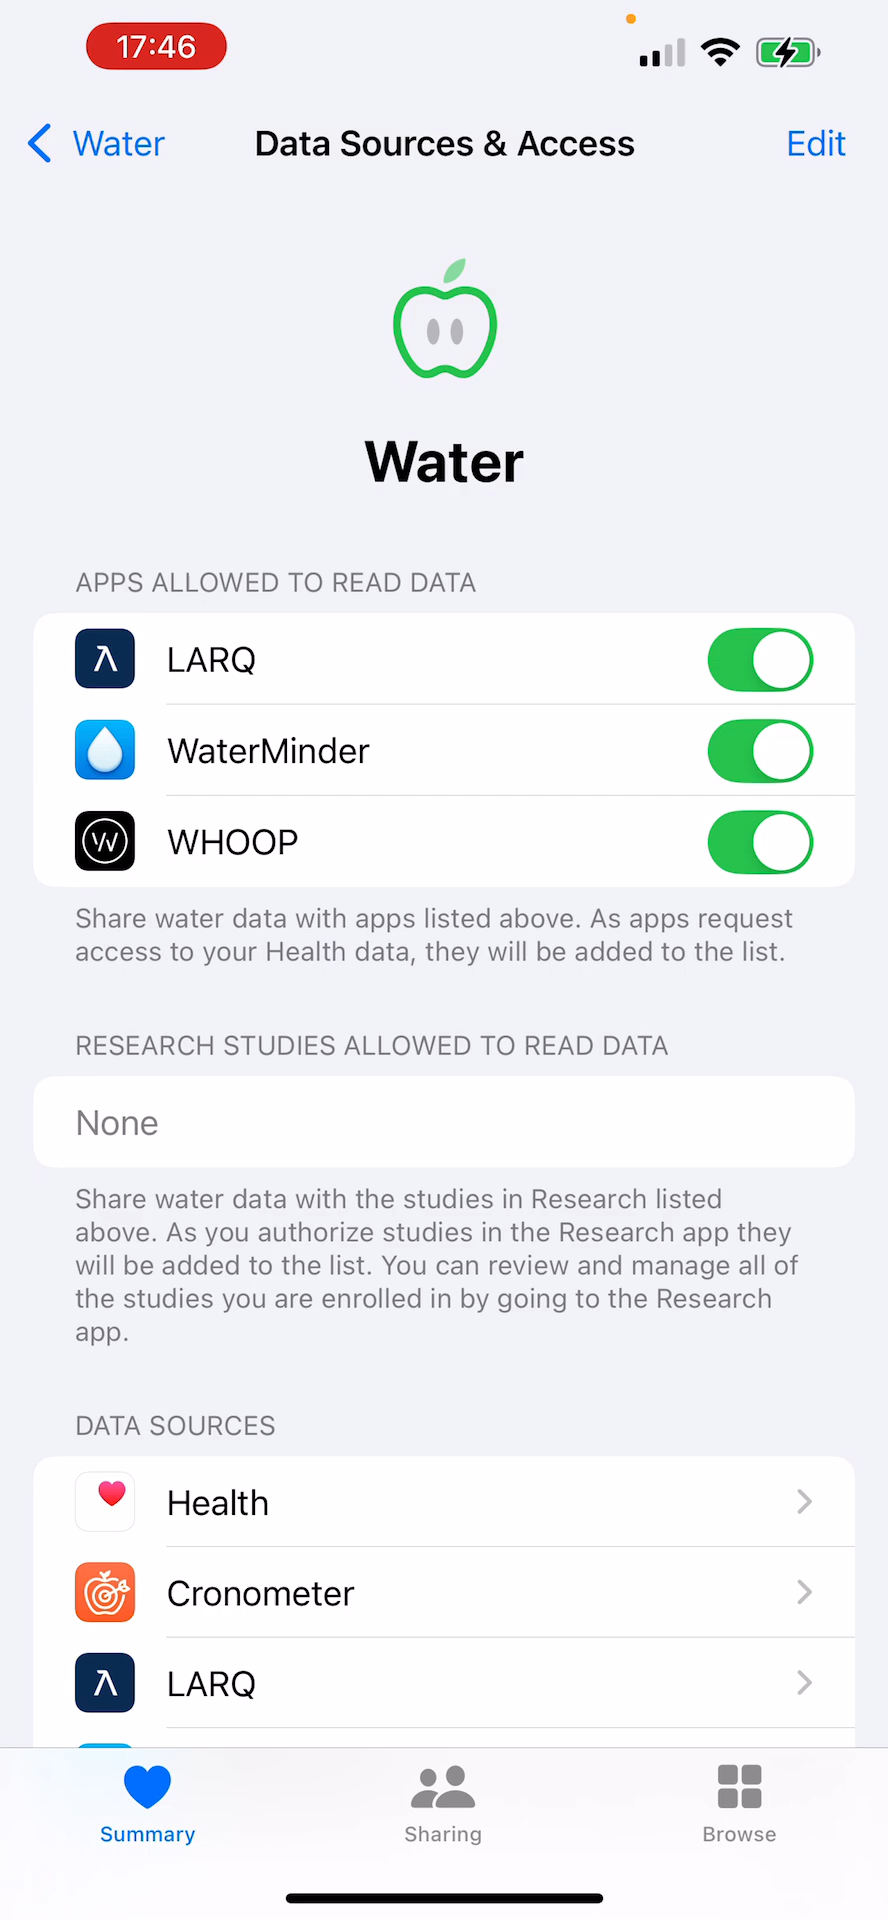 17:46
Water
Data Sources & Access
Edit
Water
APPS ALLOWED TO READ DATA
LARQ
WaterMinder
WHOOP
Share water data with apps listed above. As apps request
access to your Health data, they will be added to the list.
RESEARCH STUDIES ALLOWED TO READ DATA
None
Share water data with the studies in Research listed
above. As you authorize studies in the Research app they
will be added to the list. You can review and manage all of
the studies you are enrolled in by going to the Research
app.
DATA SOURCES
Health
Cronometer
LARQ
Summary
Sharing
Browse